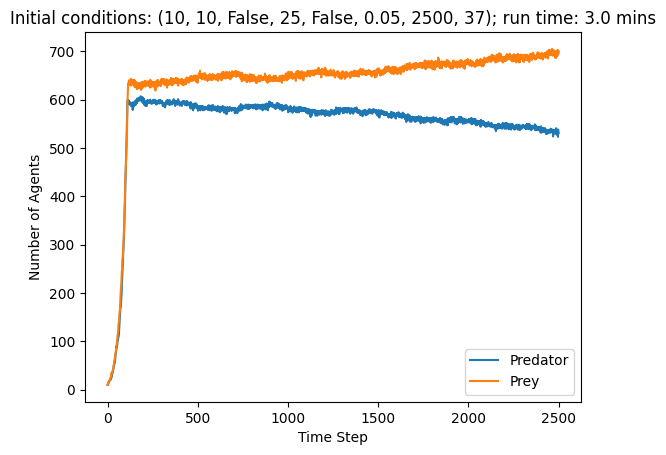 Initial conditions: (10, 10, False, 25, False, 0.05, 2500, 37); run time: 3.0 mins
700
600
500
400
300
200
100
0
Number of Agents
Predator
Prey
0 500 1000 1500 2000 2500
Time Step